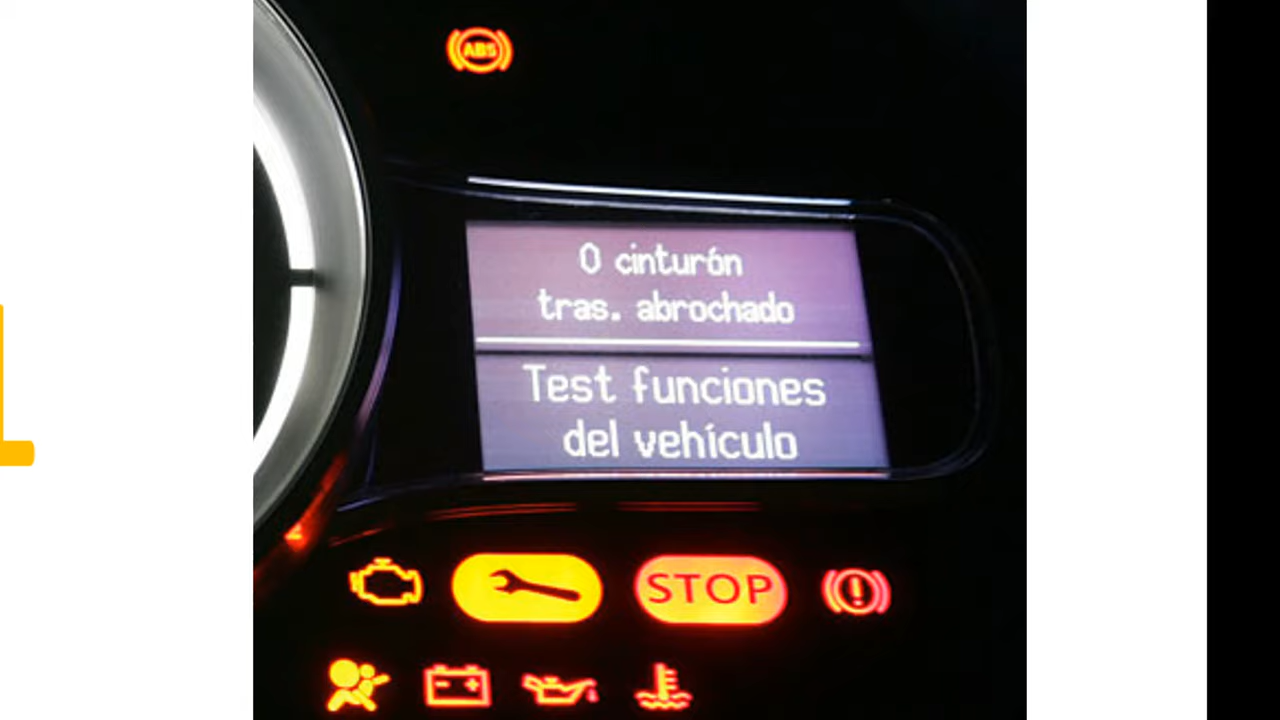 ABS
0 cinturón
tras. abrochado
Test funciones
del vehículo
STOP